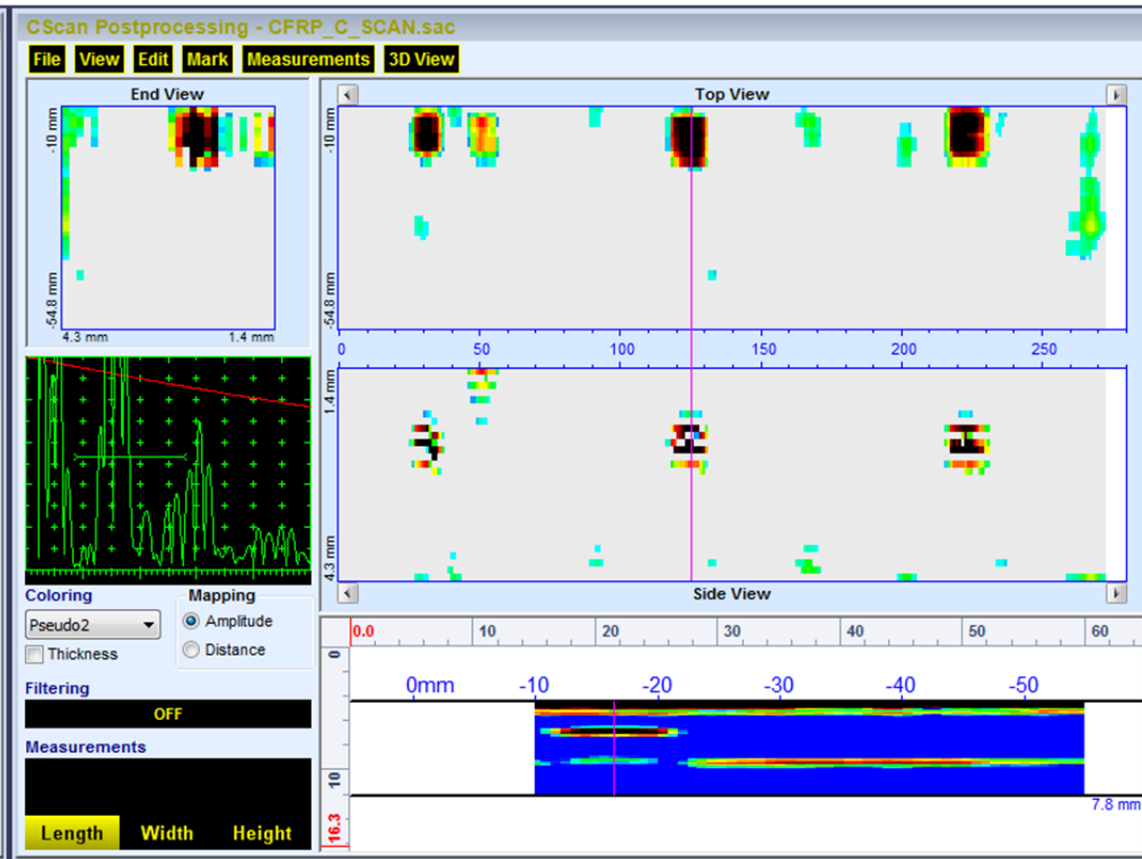 CScan Postprocessing - CFRP_C_SCAN.sac
File View Edit Mark Measurements 3D View
End View
-10 mm
-54.8 mm
4.3 mm 1.4 mm
Top View
-10 mm
-54.8 mm
0 50 100 150 200 250
1.4 mm
4.3 mm
Side View
Coloring
Pseudo2
Thickness
Mapping
Amplitude
Distance
Filtering
OFF
Measurements
Length Width Height
0.0 10 20 30 40 50 60
0
10
16.3
0mm -10 -20 -30 -40 -50
7.8 mm